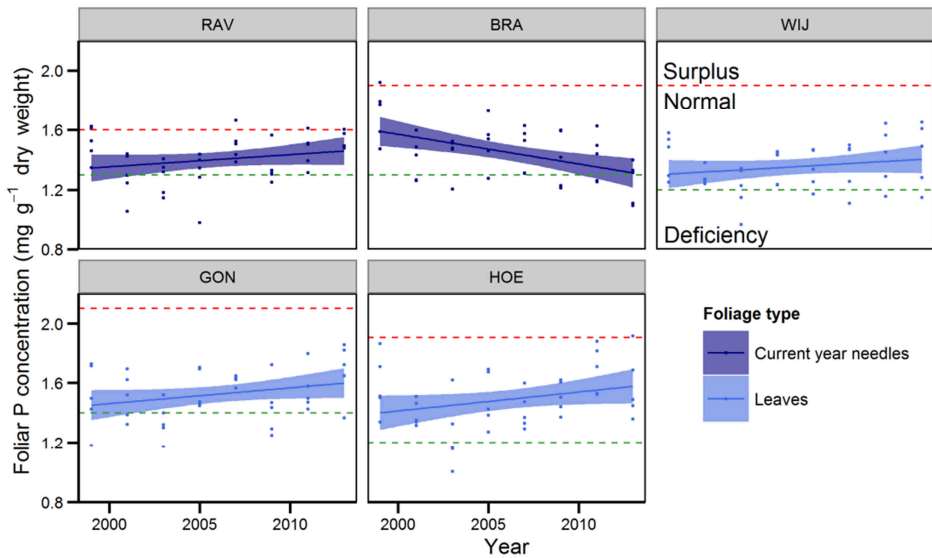 RAV
BRA
WIJ
Foliar P concentration (mg g⁻¹ dry weight)
2.0
1.6
1.2
0.8
Surplus
Normal
Deficiency
GON
HOE
2.0
1.6
1.2
0.8
2000
2005
2010
2000
2005
2010
Year
Foliage type
Current year needles
Leaves